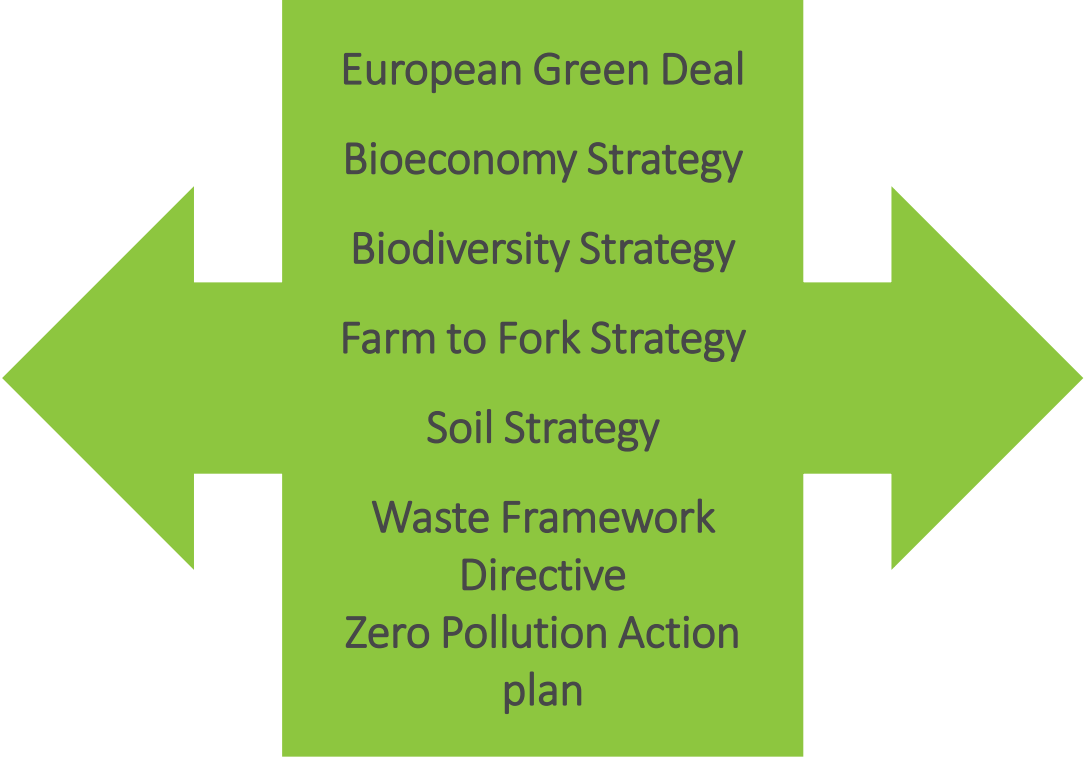 European Green Deal
Bioeconomy Strategy
Biodiversity Strategy
Farm to Fork Strategy
Soil Strategy
Waste Framework
Directive
Zero Pollution Action
plan